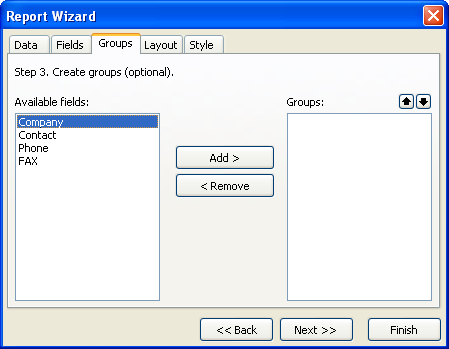 Report Wizard
Data Fields Groups Layout Style
Step 3. Create groups (optional).
Available fields: Groups:
Company
Contact
Phone
FAX
Add >
< Remove
<< Back Next >> Finish